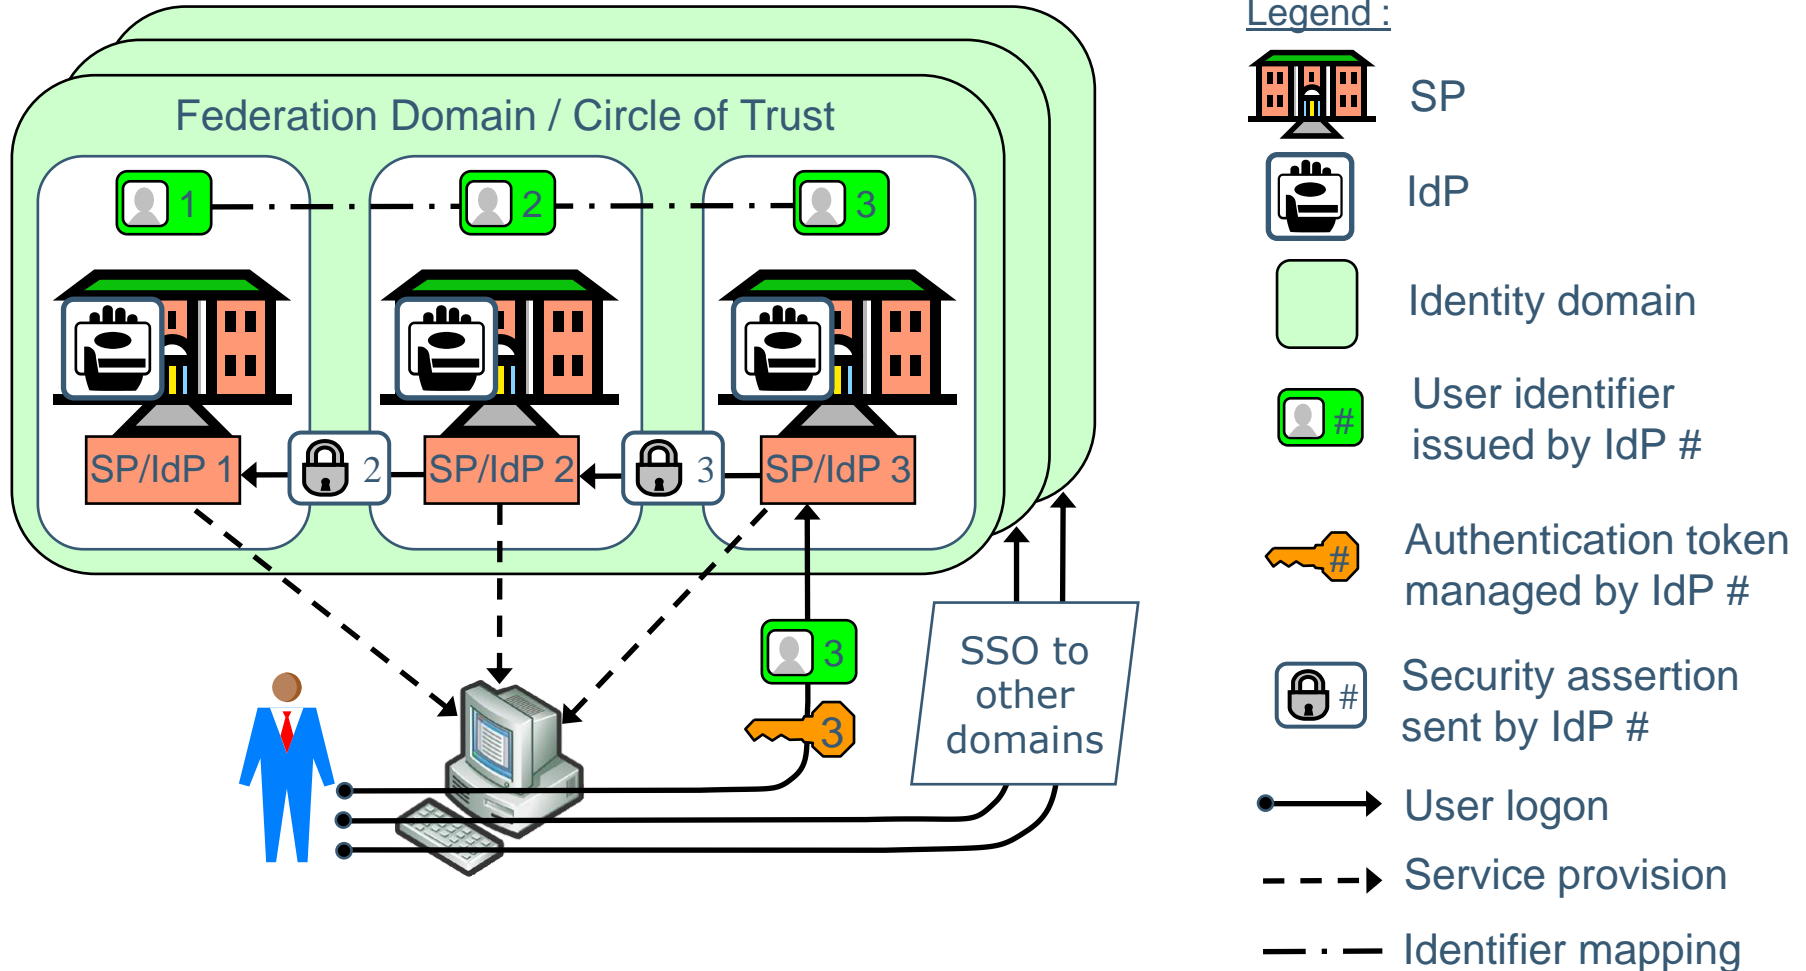 Legend :
Federation Domain / Circle of Trust
1
2
3
SP/IdP 1
2
SP/IdP 2
3
SP/IdP 3
3
3
SSO to
other
domains
SP
IdP
Identity domain
#
User identifier
issued by IdP #
#
Authentication token
managed by IdP #
#
Security assertion
sent by IdP #
User logon
Service provision
Identifier mapping